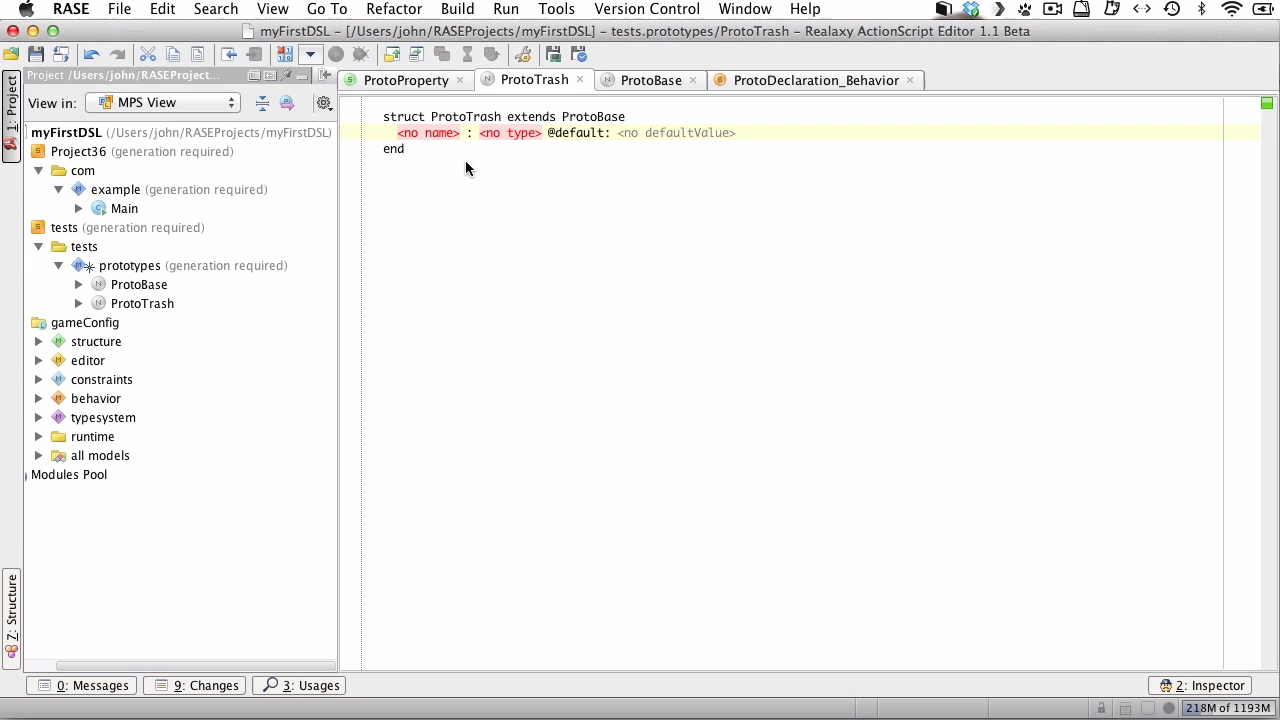 RASE File Edit Search View Go To Refactor Build Run Tools Version Control Window Help
myFirstDSL – [/Users/john/RASEProjects/myFirstDSL] – tests.prototypes/ProtoTrash – Realaxy ActionScript Editor 1.1 Beta
Project /Users/john/RASEProject...
ProtoProperty
ProtoTrash
ProtoBase
ProtoDeclaration_Behavior
View in: MPS View
1: Project
myFirstDSL (/Users/john/RASEProjects/myFirstDSL)
Project36 (generation required)
com
example (generation required)
Main
tests (generation required)
tests
prototypes (generation required)
ProtoBase
ProtoTrash
gameConfig
structure
editor
constraints
behavior
typesystem
runtime
all models
Modules Pool
struct ProtoTrash extends ProtoBase
<no name> : <no type> @default: <no defaultValue>
end
Z: Structure
0: Messages 9: Changes 3: Usages 2: Inspector
218M of 1193M